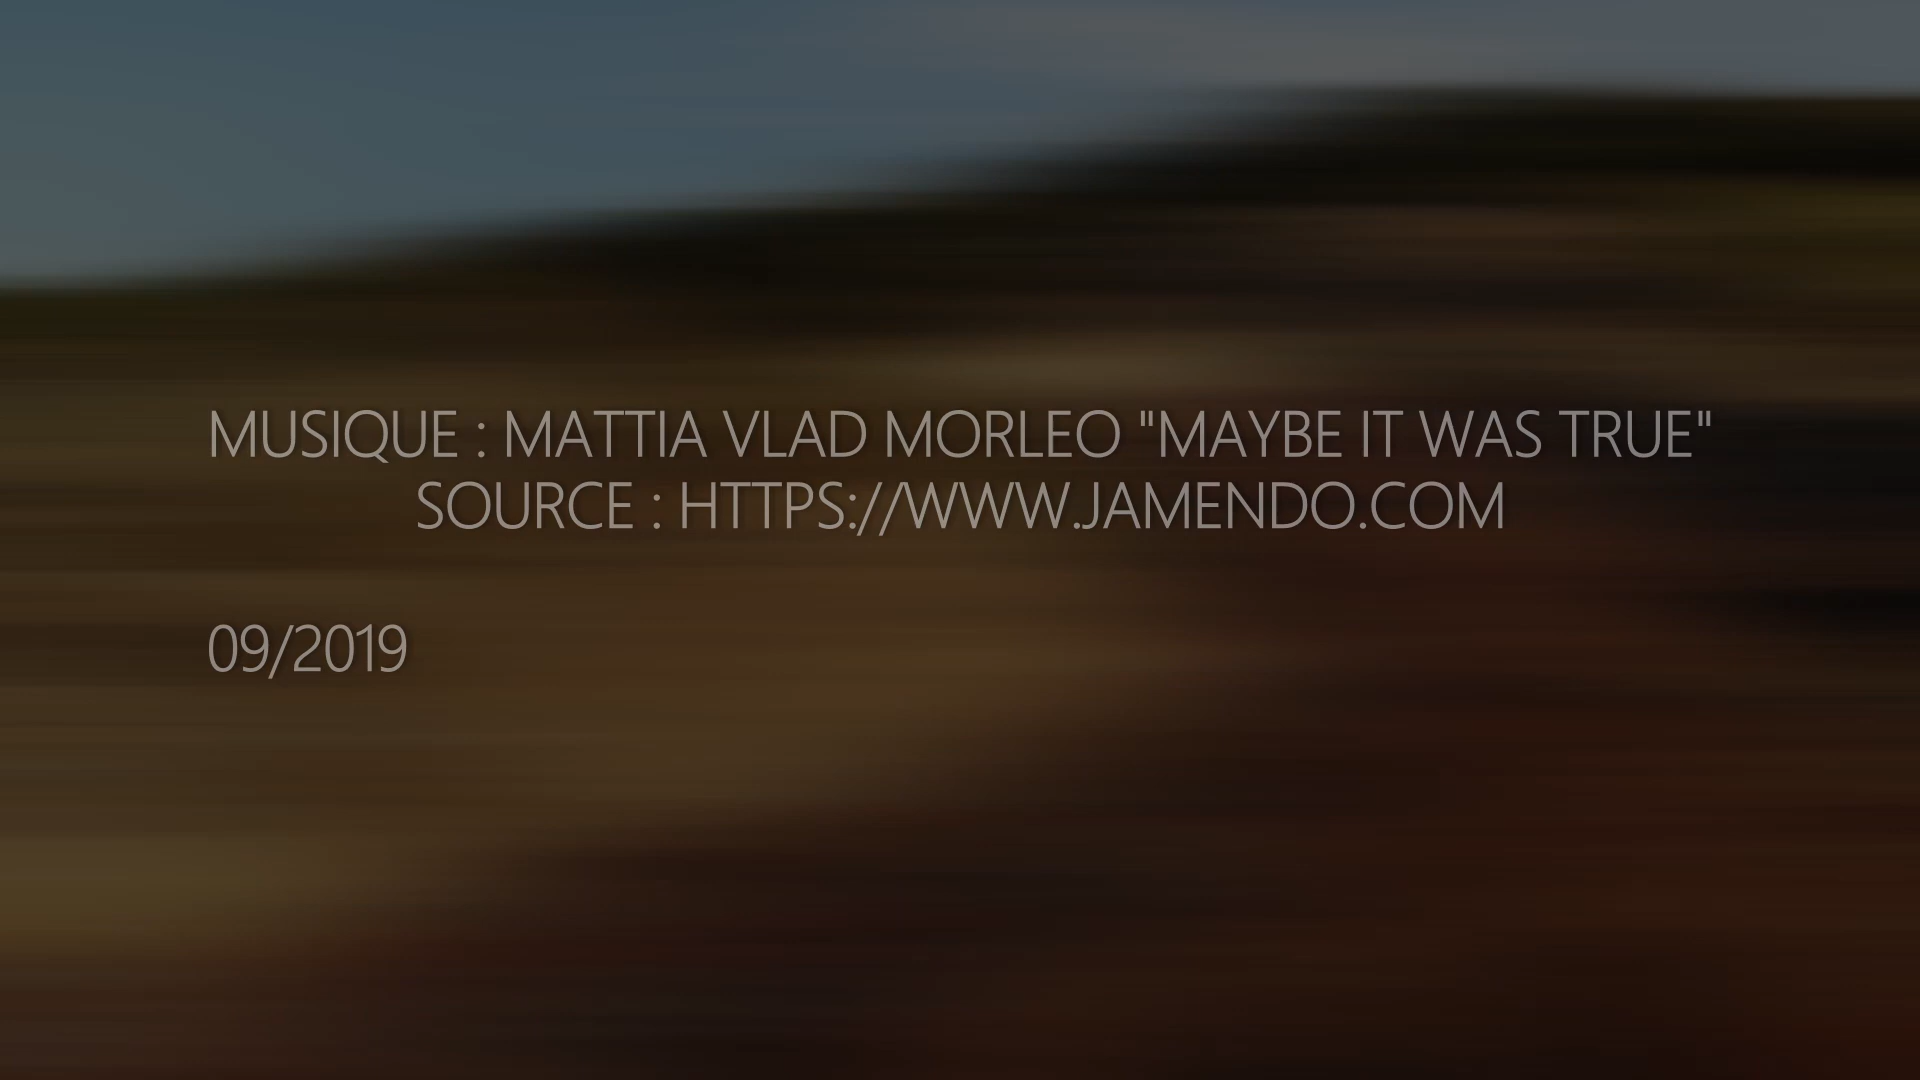 MUSIQUE : MATTIA VLAD MORLEO "MAYBE IT WAS TRUE"
SOURCE : HTTPS://WWW.JAMENDO.COM
09/2019